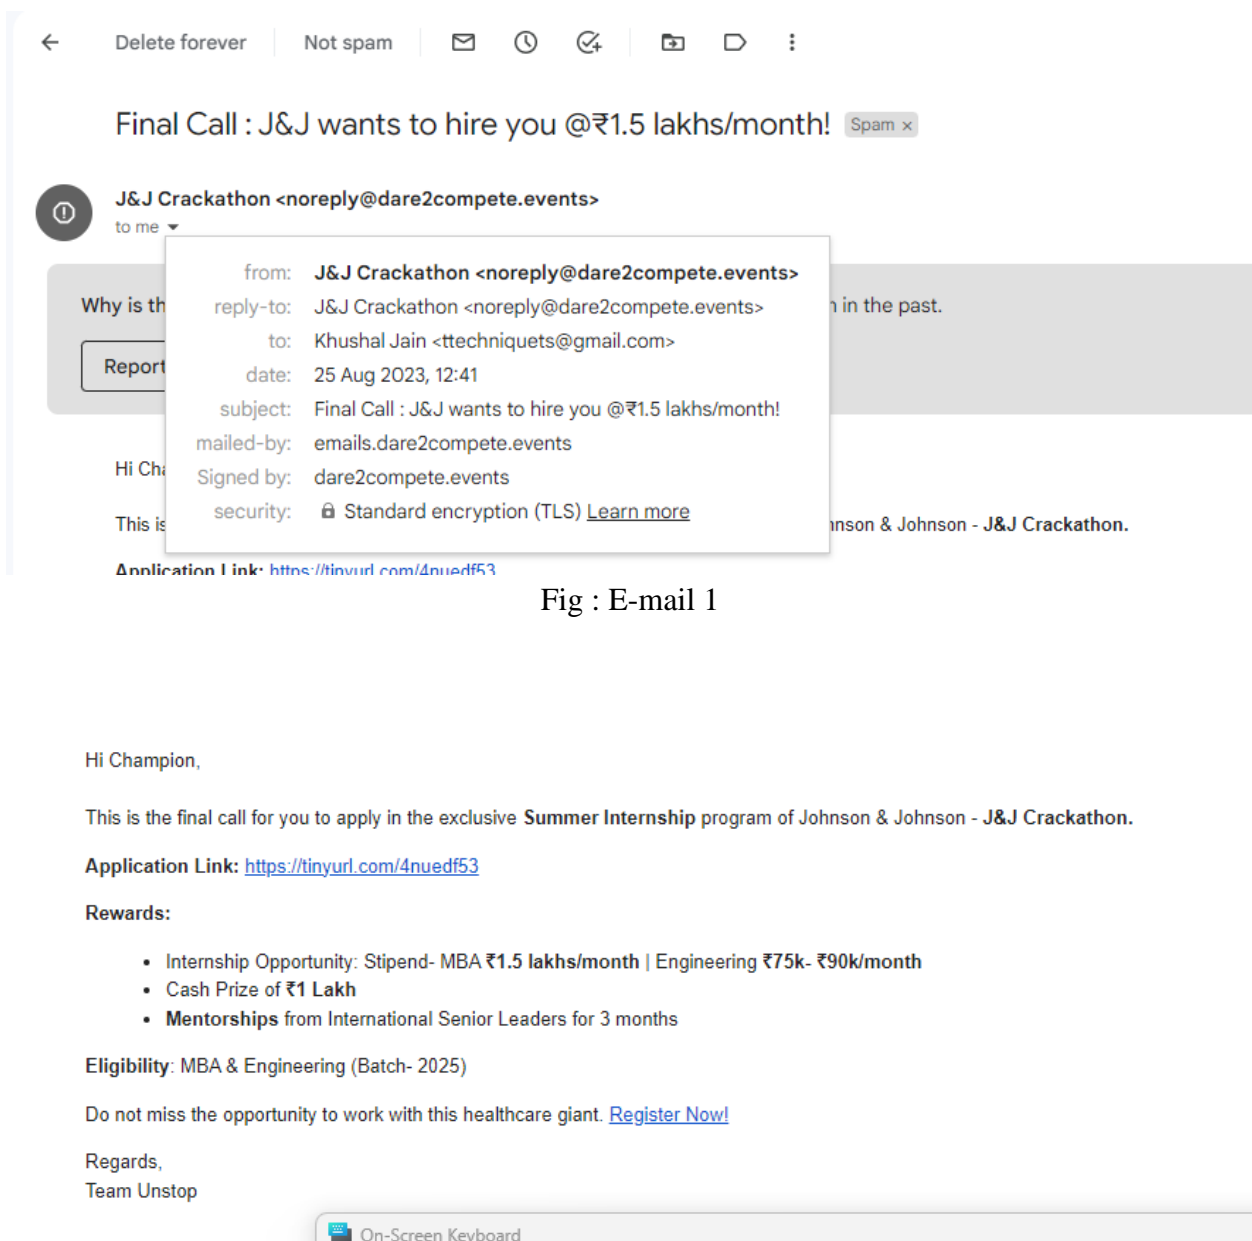 Delete forever Not spam
Final Call : J&J wants to hire you @₹1.5 lakhs/month! Spam x
J&J Crackathon <noreply@dare2compete.events>
to me
from: J&J Crackathon <noreply@dare2compete.events>
Why is th reply-to: J&J Crackathon <noreply@dare2compete.events> n in the past.
to: Khushal Jain <ttechniquets@gmail.com>
Report date: 25 Aug 2023, 12:41
subject: Final Call : J&J wants to hire you @₹1.5 lakhs/month!
mailed-by: emails.dare2compete.events
Hi Cha Signed by: dare2compete.events
security: Standard encryption (TLS) Learn more
This is hnson & Johnson - J&J Crackathon.
Application Link: https://tinyurl.com/4nuedf53
Fig : E-mail 1
Hi Champion,
This is the final call for you to apply in the exclusive Summer Internship program of Johnson & Johnson - J&J Crackathon.
Application Link: https://tinyurl.com/4nuedf53
Rewards:
• Internship Opportunity: Stipend- MBA ₹1.5 lakhs/month | Engineering ₹75k- ₹90k/month
• Cash Prize of ₹1 Lakh
• Mentorships from International Senior Leaders for 3 months
Eligibility: MBA & Engineering (Batch- 2025)
Do not miss the opportunity to work with this healthcare giant. Register Now!
Regards,
Team Unstop
On-Screen Keyboard